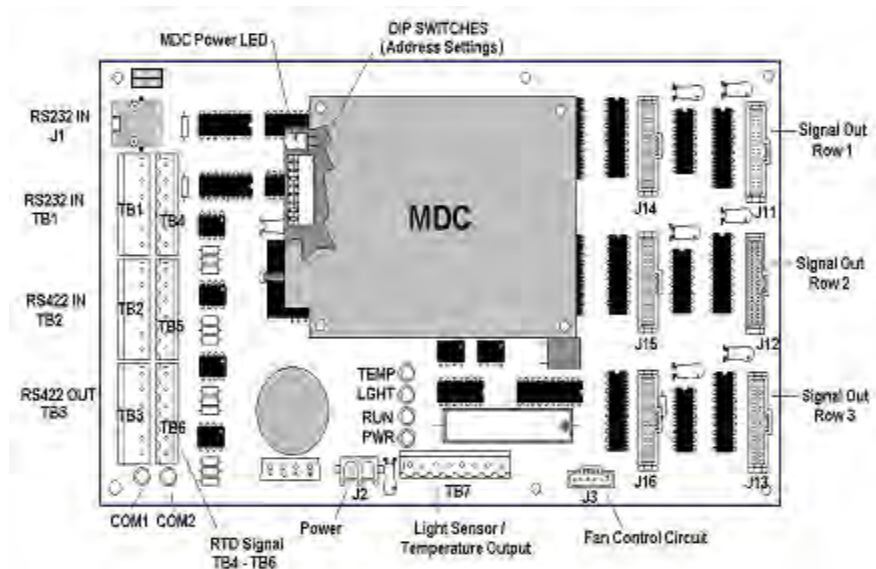 DIP SWITCHES
(Address Settings)
MDC Power LED
RS232 IN
J1
Signal Out
Row 1
RS232 IN
TB1
TB1
TB4
MDC
J14
J11
RS422 IN
TB2
TB2
TB5
Signal Out
Row 2
J15
J12
TEMP
LGHT
RUN
PWR
RS422 OUT
TB3
TB3
TB6
Signal Out
Row 3
J2
TB7
J3
J16
J13
COM1
COM2
RTD Signal
TB4 - TB6
Power
Light Sensor /
Temperature Output
Fan Control Circuit